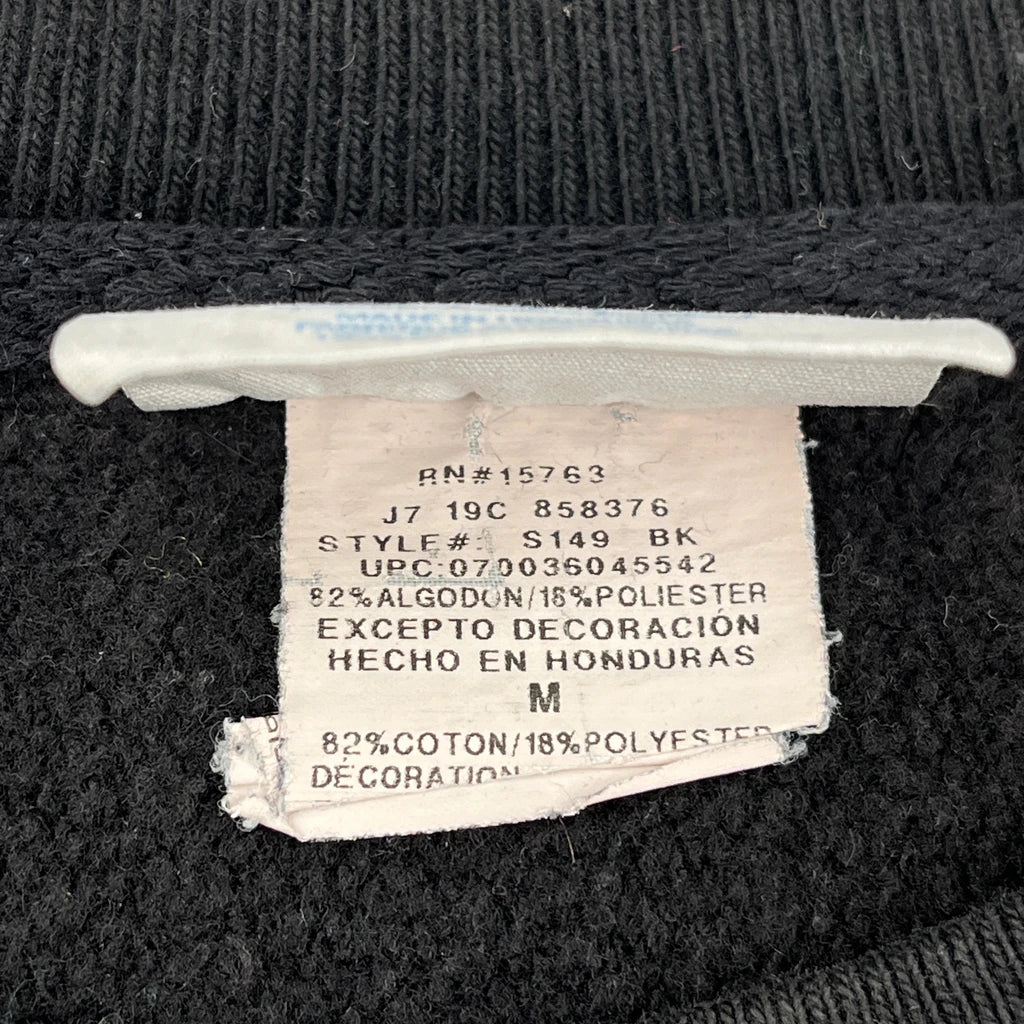 RN#15763
J7 19C 858376
STYLE#: S149 BK
UPC:070036045542
82%ALGODÓN/18%POLIESTER
EXCEPTO DECORACIÓN
HECHO EN HONDURAS
M
82%COTON/18%POLYESTER
DÉCORATION